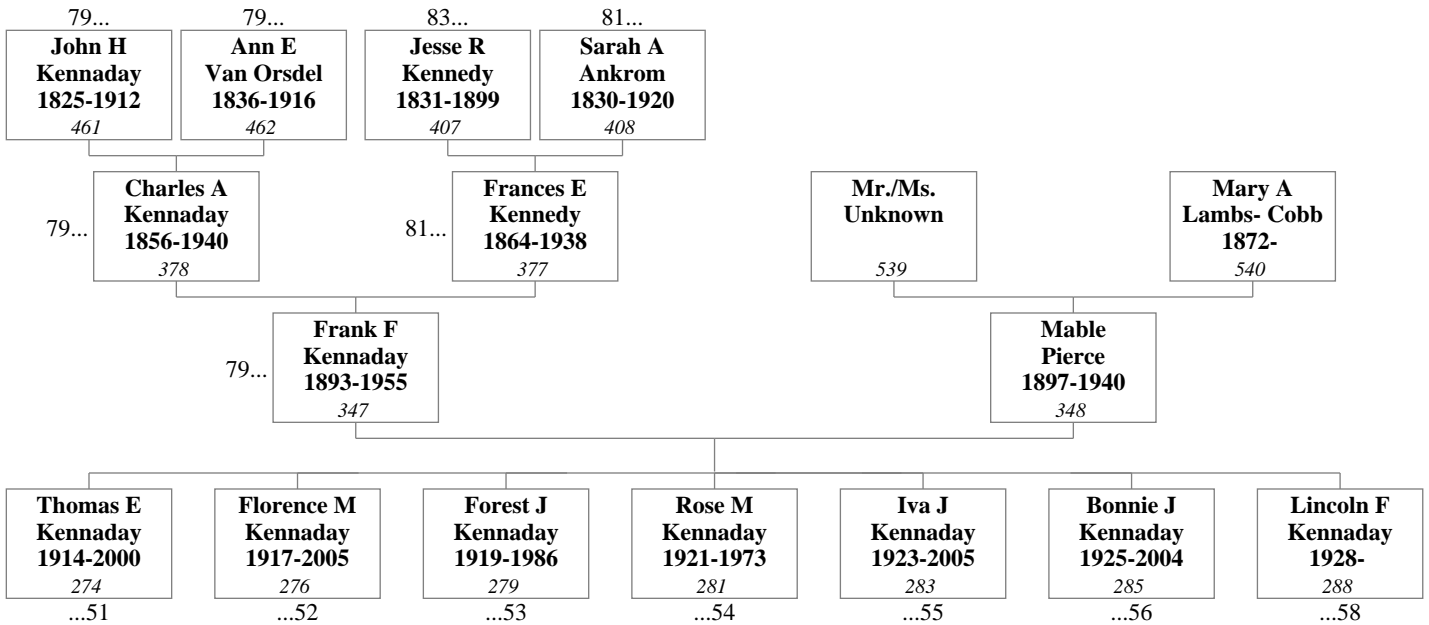 79...
79...
83...
81...
John H
Kennaday
1825-1912
461
Ann E
Van Orsdel
1836-1916
462
Jesse R
Kennedy
1831-1899
407
Sarah A
Ankrom
1830-1920
408
79...
Charles A
Kennaday
1856-1940
378
81...
Frances E
Kennedy
1864-1938
377
Mr./Ms.
Unknown
539
Mary A
Lambs- Cobb
1872-
540
79...
Frank F
Kennaday
1893-1955
347
Mable
Pierce
1897-1940
348
Thomas E
Kennaday
1914-2000
274
...51
Florence M
Kennaday
1917-2005
276
...52
Forest J
Kennaday
1919-1986
279
...53
Rose M
Kennaday
1921-1973
281
...54
Iva J
Kennaday
1923-2005
283
...55
Bonnie J
Kennaday
1925-2004
285
...56
Lincoln F
Kennaday
1928-
288
...58